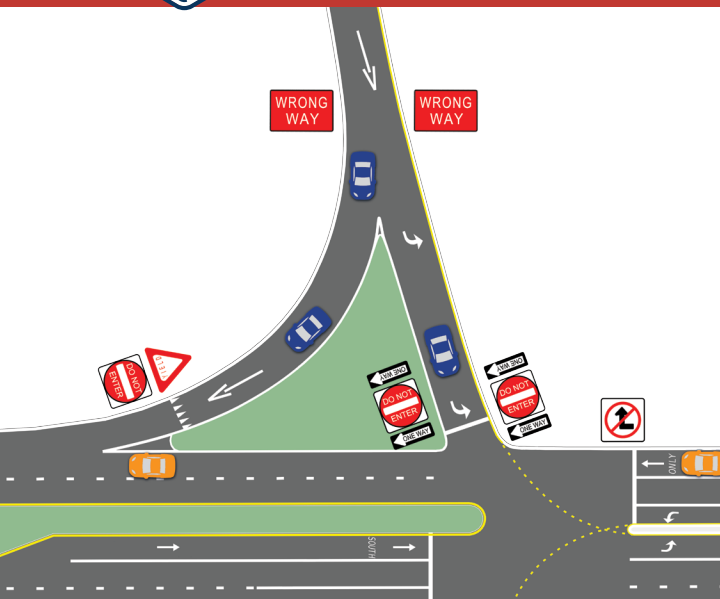 WRONG
WAY
WRONG
WAY
YIELD
DO NOT
ENTER
ONE WAY
DO NOT
ENTER
ONE WAY
ONE WAY
DO NOT
ENTER
ONE WAY
ONLY
SOUTH